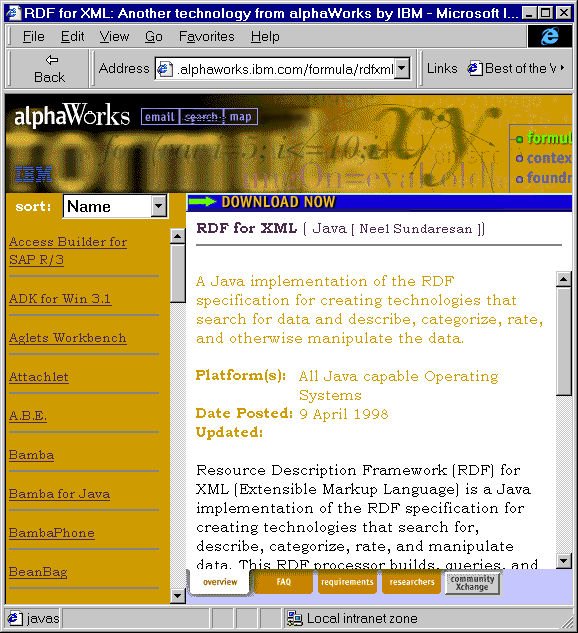 RDF for XML: Another technology from alphaWorks by IBM - Microsoft I...
File Edit View Go Favorites Help
Back
Address .alphaworks.ibm.com/formula/rdfxml
Links Best of the
alphaWorks
email search map
formul
contex
foundr
sort: Name
DOWNLOAD NOW
RDF for XML ( Java [ Neel Sundaresan ])
Access Builder for
SAP R/3
ADK for Win 3.1
Aglets Workbench
Attachlet
A.B.E.
Bamba
Bamba for Java
BambaPhone
BeanBag
A Java implementation of the RDF
specification for creating technologies that
search for data and describe, categorize, rate,
and otherwise manipulate the data.
Platform(s): All Java capable Operating
Systems
Date Posted: 9 April 1998
Updated:
Resource Description Framework (RDF) for
XML (Extensible Markup Language) is a Java
implementation of the RDF specification for
creating technologies that search for,
describe, categorize, rate, and manipulate
data. This RDF processor builds, queries, and
overview FAQ requirements researchers community
Xchange
javas
Local intranet zone